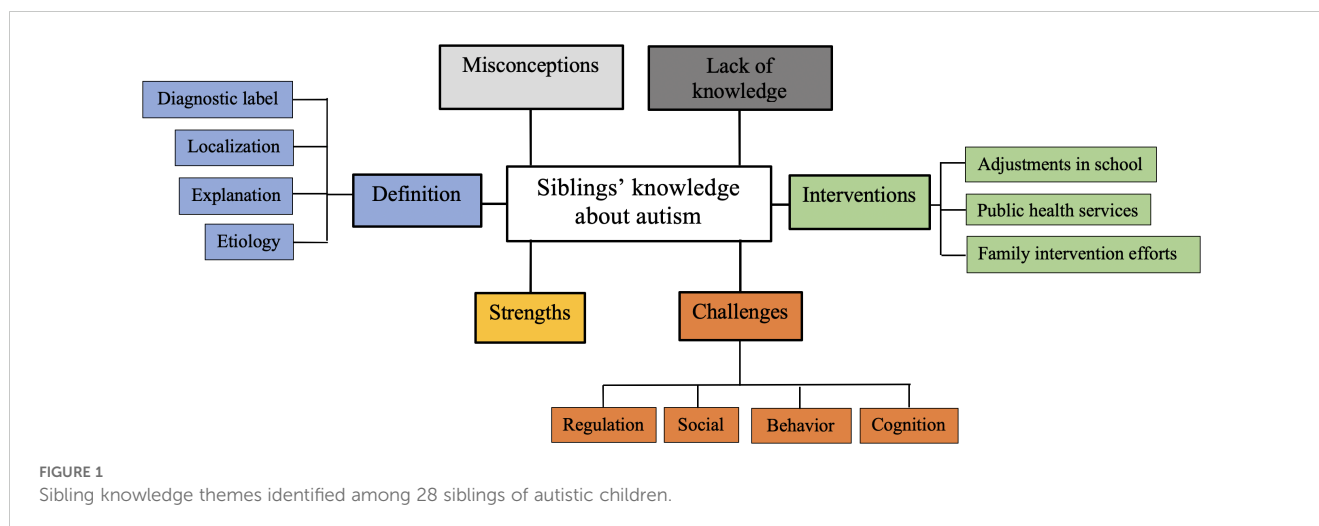 Misconceptions
Lack of
knowledge
Diagnostic label
Localization
Explanation
Etiology
Definition
Siblings’ knowledge
about autism
Interventions
Adjustments in school
Public health services
Family intervention efforts
Strengths
Challenges
Regulation
Social
Behavior
Cognition
FIGURE 1
Sibling knowledge themes identified among 28 siblings of autistic children.